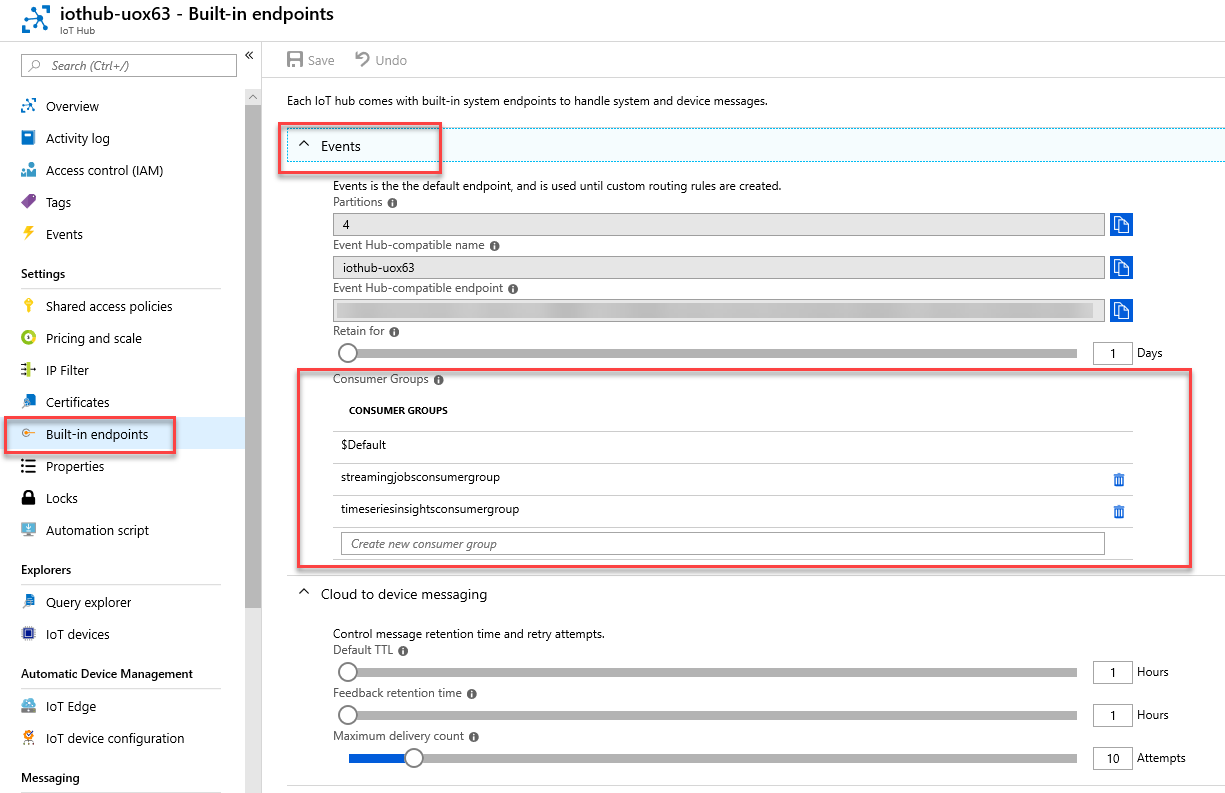 iothub-uox63 - Built-in endpoints
IoT Hub
Search (Ctrl+/)
«
Overview
Activity log
Access control (IAM)
Tags
Events
Settings
Shared access policies
Pricing and scale
IP Filter
Certificates
Built-in endpoints
Properties
Locks
Automation script
Explorers
Query explorer
IoT devices
Automatic Device Management
IoT Edge
IoT device configuration
Messaging
Save Undo
Each IoT hub comes with built-in system endpoints to handle system and device messages.
Events
Events is the the default endpoint, and is used until custom routing rules are created.
Partitions
4
Event Hub-compatible name
iothub-uox63
Event Hub-compatible endpoint
Retain for
1 Days
Consumer Groups
CONSUMER GROUPS
$Default
streamingjobsconsumergroup
timeseriesinsightsconsumergroup
Create new consumer group
Cloud to device messaging
Control message retention time and retry attempts.
Default TTL
1 Hours
Feedback retention time
1 Hours
Maximum delivery count
10 Attempts